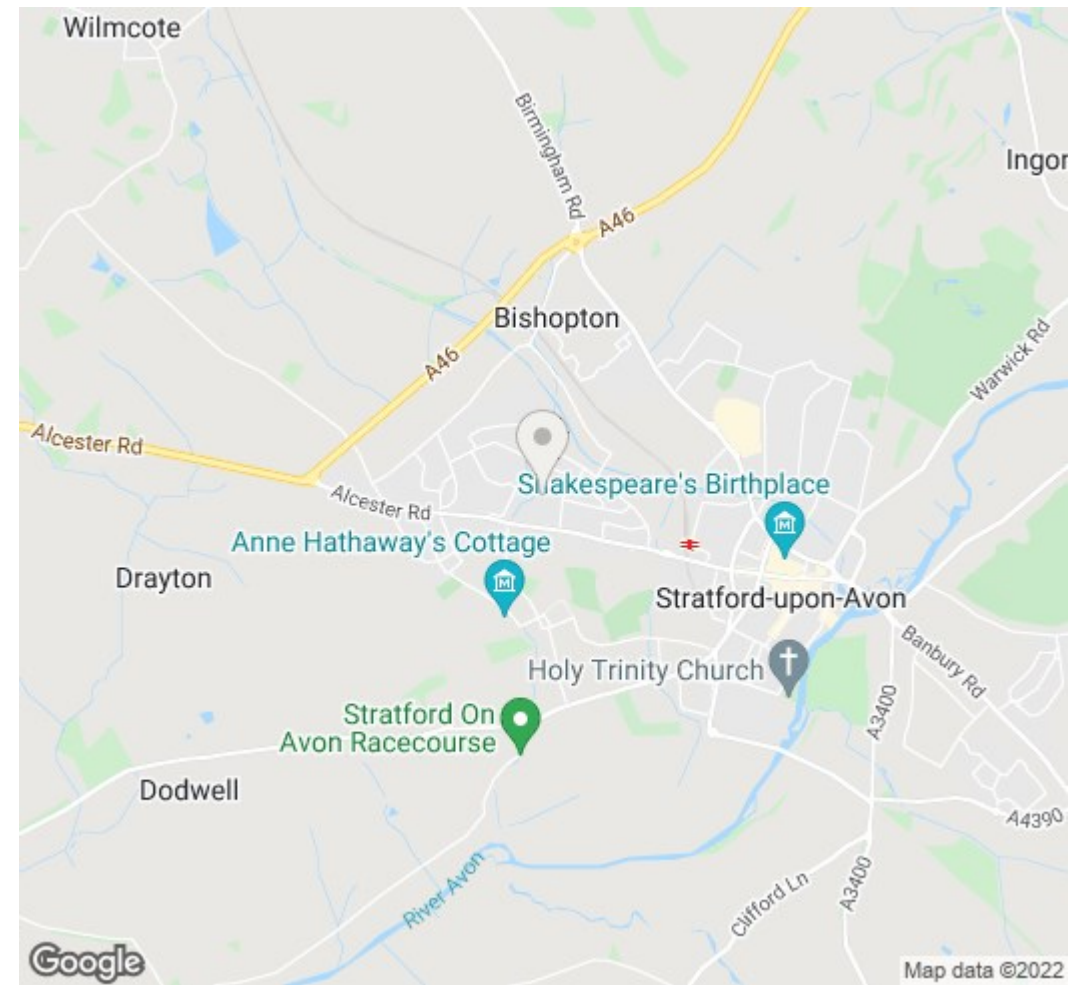 Wilmcote
Birmingham Rd
A46
Bishopton
A46
Warwick Rd
Alcester Rd
Alcester Rd
Shakespeare's Birthplace
Anne Hathaway's Cottage
Drayton
Stratford-upon-Avon
Banbury Rd
Holy Trinity Church
A3400
Stratford On
Avon Racecourse
Dodwell
A4390
River Avon
A3400
Clifford Ln
Google
Map data ©2022